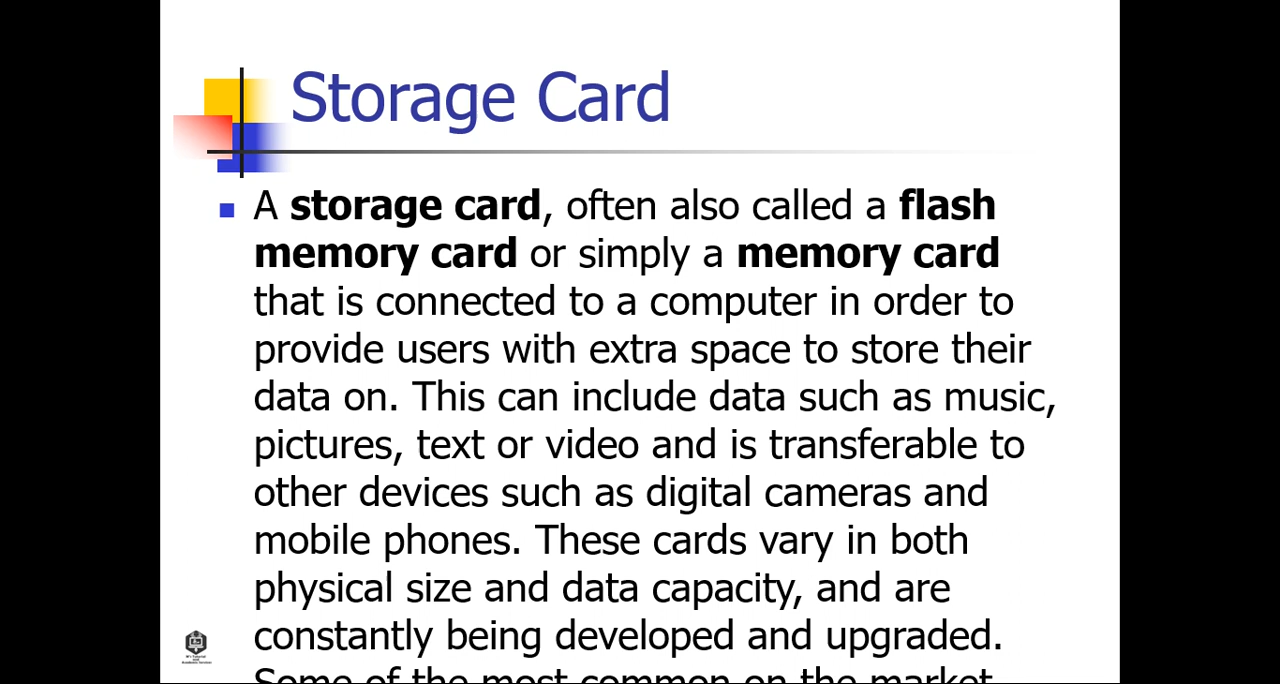 Storage Card
A storage card, often also called a flash
memory card or simply a memory card
that is connected to a computer in order to
provide users with extra space to store their
data on. This can include data such as music,
pictures, text or video and is transferable to
other devices such as digital cameras and
mobile phones. These cards vary in both
physical size and data capacity, and are
constantly being developed and upgraded.
Some of the most common on the market